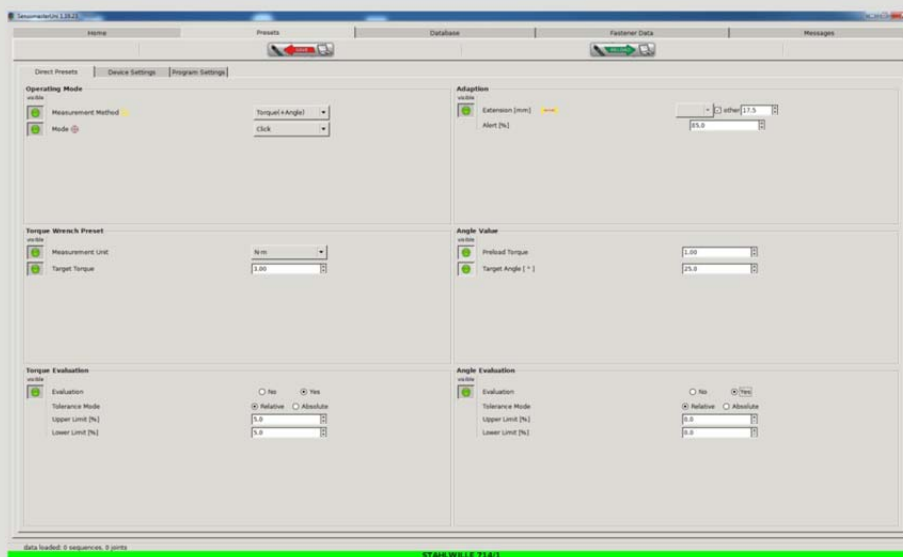 SensomasterUni 1.19.21
Home Presets Database Fastener Data Messages
SAVE RELOAD
Direct Presets Device Settings Program Settings
Operating Mode
visible
Measurement Method Torque(+Angle)
Mode Click
Adaption
visible
Extension [mm] other 17.5
Alert [%] 85.0
Torque Wrench Preset
visible
Measurement Unit N·m
Target Torque 3.00
Angle Value
visible
Preload Torque 1.00
Target Angle [ ° ] 25.0
Torque Evaluation
visible
Evaluation No Yes
Tolerance Mode Relative Absolute
Upper Limit [%] 5.0
Lower Limit [%] 5.0
Angle Evaluation
visible
Evaluation No Yes
Tolerance Mode Relative Absolute
Upper Limit [%] 0.0
Lower Limit [%] 0.0
data loaded: 0 sequences, 0 joints
STAHLWILLE 714/1